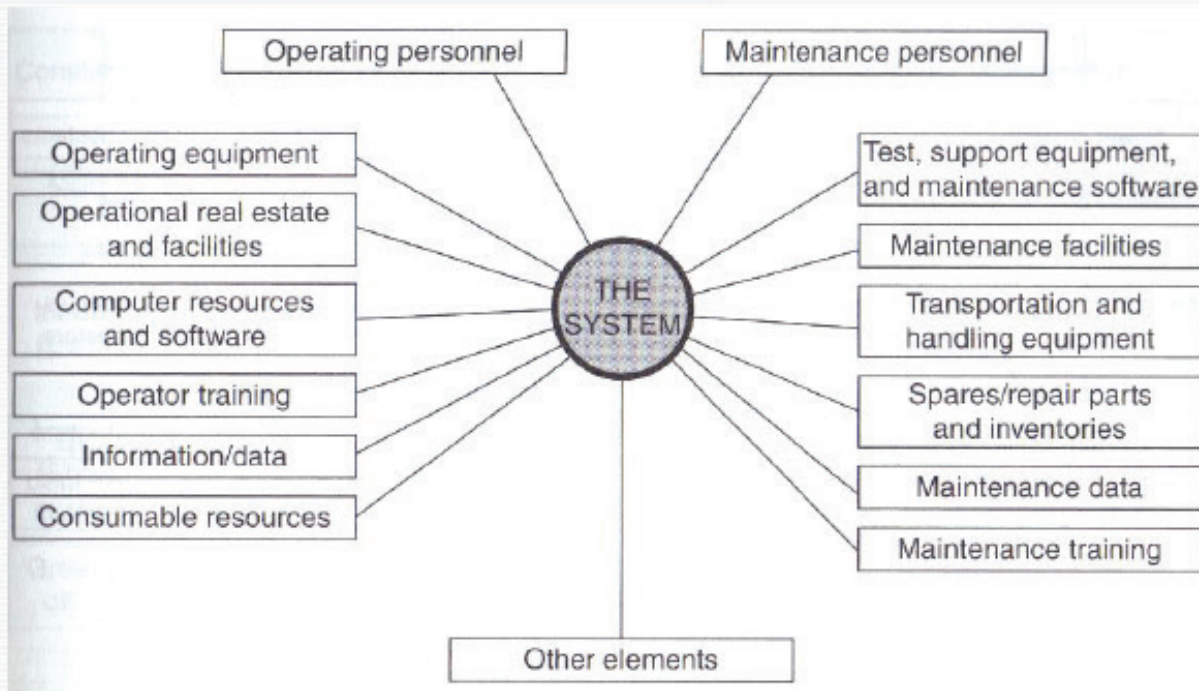 Operating personnel
Maintenance personnel
Operating equipment
Operational real estate
and facilities
Computer resources
and software
Operator training
Information/data
Consumable resources
THE
SYSTEM
Test, support equipment,
and maintenance software
Maintenance facilities
Transportation and
handling equipment
Spares/repair parts
and inventories
Maintenance data
Maintenance training
Other elements